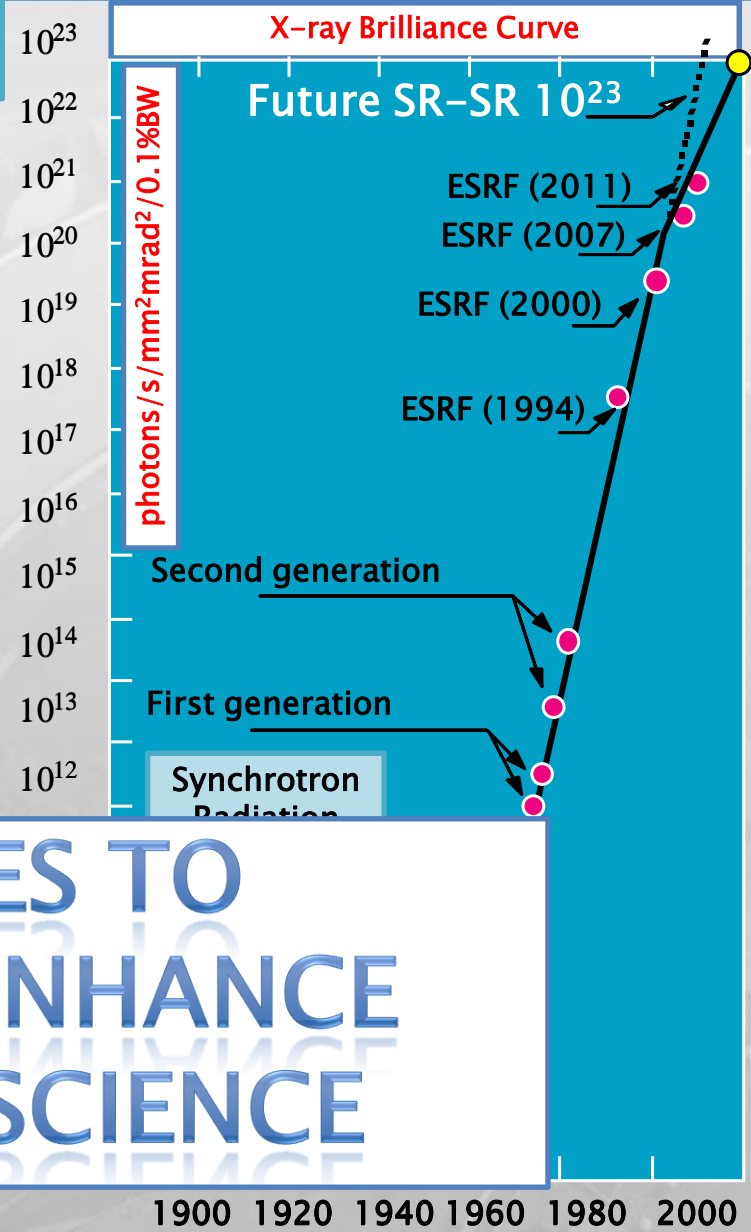 X-ray Brilliance Curve
10²³
10²²
10²¹
10²⁰
10¹⁹
10¹⁸
10¹⁷
10¹⁶
10¹⁵
10¹⁴
10¹³
10¹²
photons/s/mm²mrad²/0.1%BW
Future SR-SR 10²³
ESRF (2011)
ESRF (2007)
ESRF (2000)
ESRF (1994)
Second generation
First generation
Synchrotron
Radiation
ES TO
NHANCE
SCIENCE
1900 1920 1940 1960 1980 2000